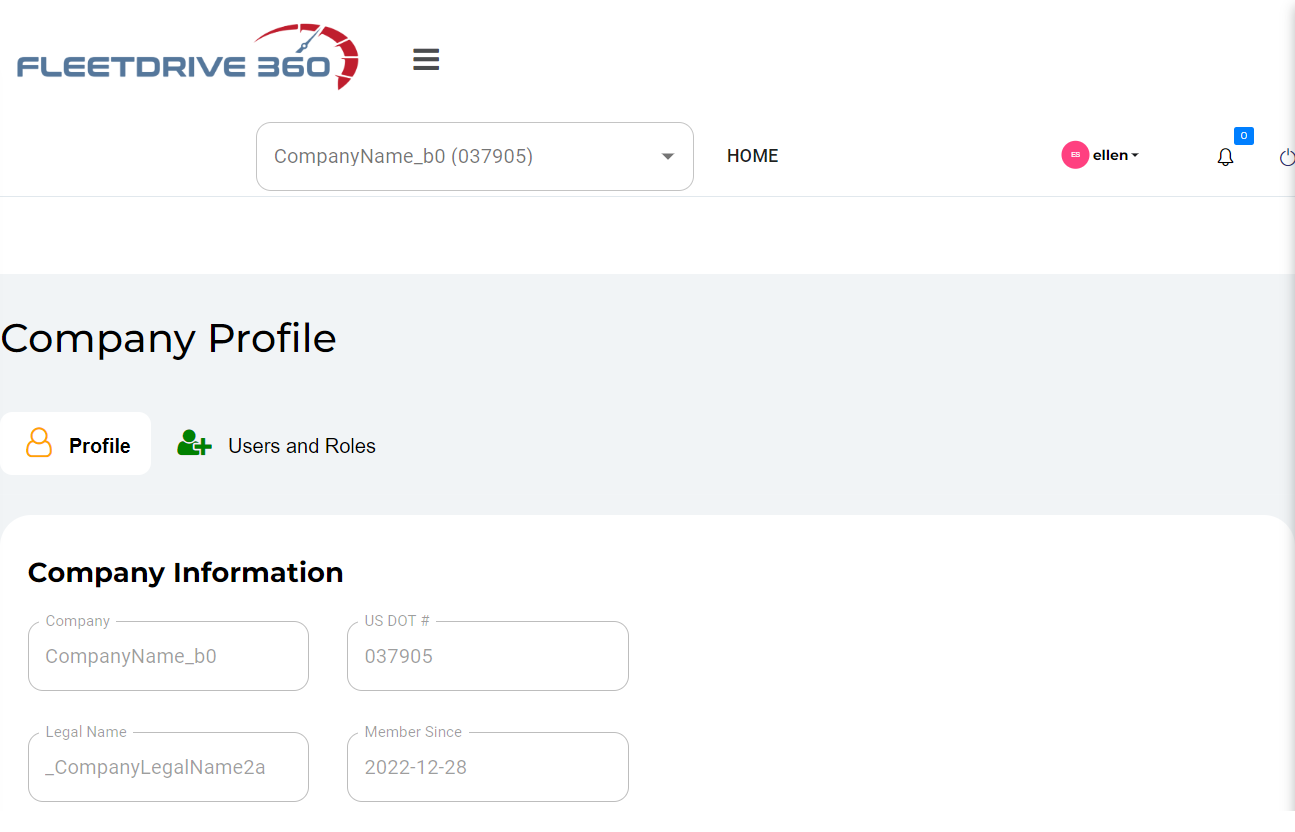 FLEETDRIVE 360
CompanyName_b0 (037905)
HOME
EB
ellen
0
Company Profile
Profile
Users and Roles
Company Information
Company
CompanyName_b0
US DOT #
037905
Legal Name
_CompanyLegalName2a
Member Since
2022-12-28